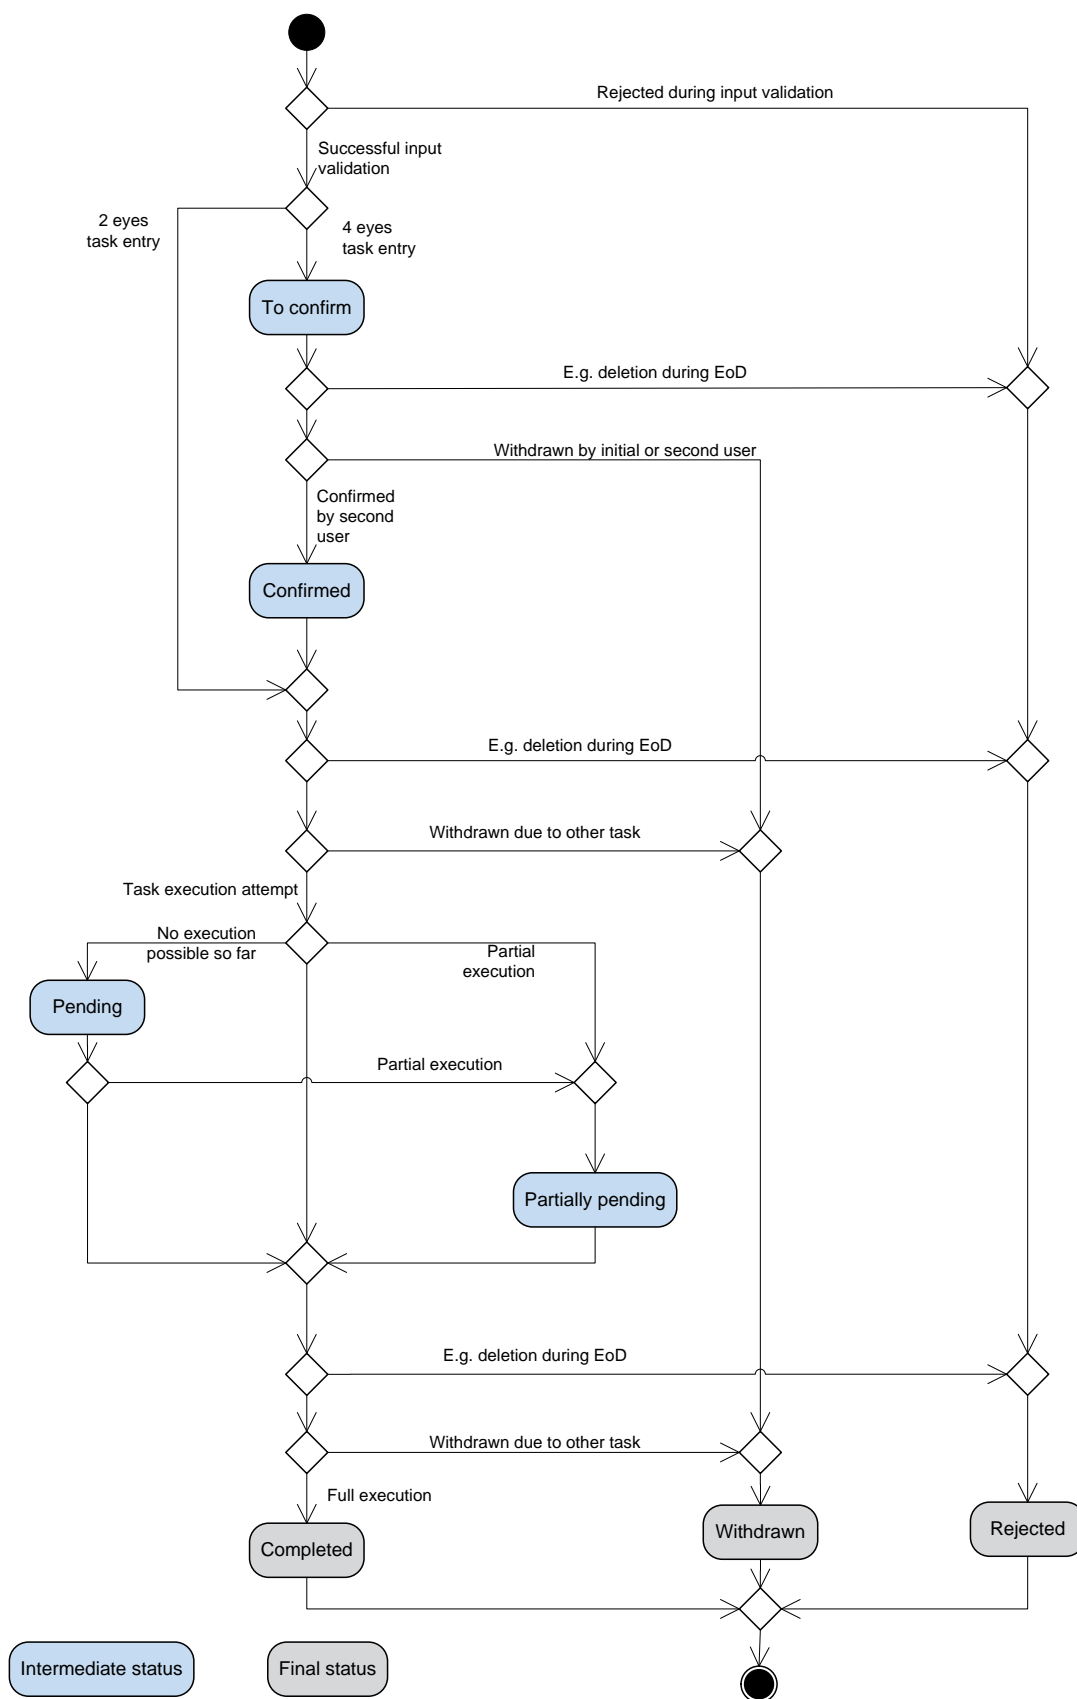 Rejected during input validation
Successful input
validation
2 eyes
task entry
4 eyes
task entry
To confirm
E.g. deletion during EoD
Withdrawn by initial or second user
Confirmed
by second
user
Confirmed
E.g. deletion during EoD
Withdrawn due to other task
Task execution attempt
No execution
possible so far
Partial
execution
Pending
Partial execution
Partially pending
E.g. deletion during EoD
Withdrawn due to other task
Full execution
Completed
Withdrawn
Rejected
Intermediate status
Final status